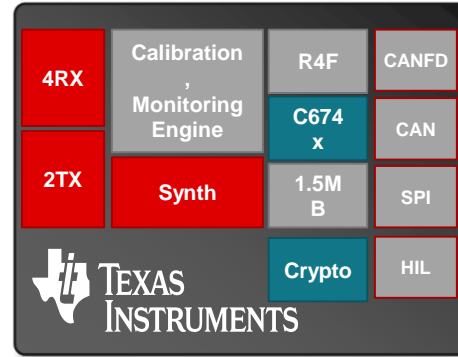 4RX
2TX
Calibration
,
Monitoring
Engine
Synth
R4F
C674
x
1.5M
B
Crypto
CANFD
CAN
SPI
HIL
TEXAS
INSTRUMENTS